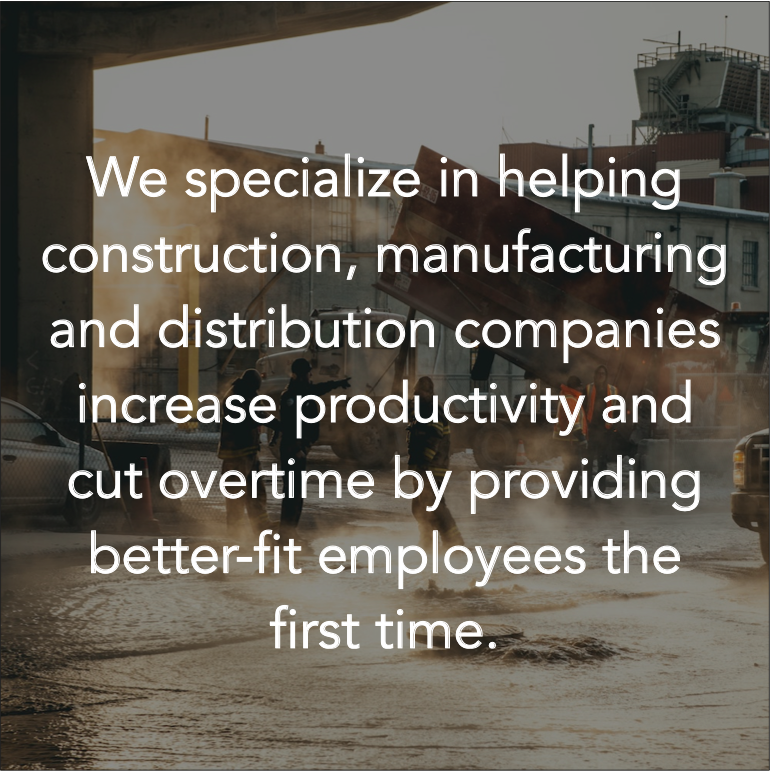 We specialize in helping
construction, manufacturing
and distribution companies
increase productivity and
cut overtime by providing
better-fit employees the
first time.